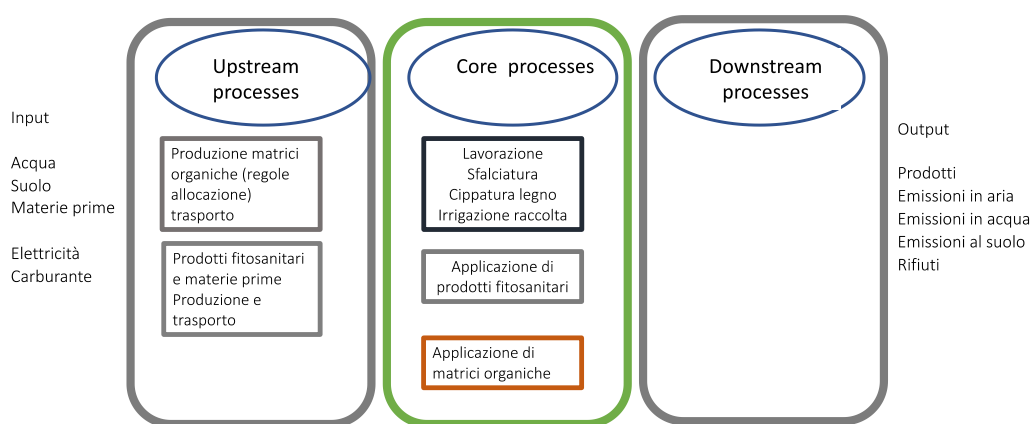 Input
Acqua
Suolo
Materie prime
Elettricità
Carburante
Upstream
processes
Produzione matrici
organiche (regole
allocazione)
trasporto
Prodotti fitosanitari
e materie prime
Produzione e
trasporto
Core processes
Lavorazione
Sfalciatura
Cippatura legno
Irrigazione raccolta
Applicazione di
prodotti fitosanitari
Applicazione di
matrici organiche
Downstream
processes
Output
Prodotti
Emissioni in aria
Emissioni in acqua
Emissioni al suolo
Rifiuti